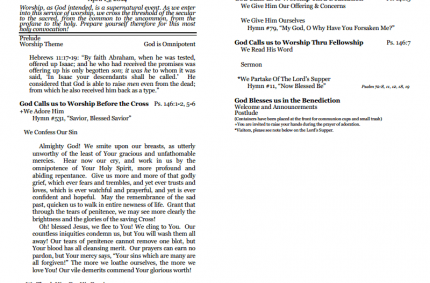 Worship, as God (intended, is a supernatural event. As we enter
into this service of worship, we cross the threshold of the secular
to the sacred, from the common to the uncommon, from the
profane to the holy. Prepare yourself therefore for this most
holy convocation!
Prelude
Worship Theme God is Omnipotent
Hebrews 11:17-19: "By faith Abraham, when he was tested,
offered up Isaac; and he who had received the promises was
offering up his only begotten son; it was he to whom it was
said, 'In Isaac your descendants shall be called.' He
considered that God is able to raise men even from the dead;
from which he also received him back as a type."
God Calls us to Worship Before the Cross Ps. 146:1-2, 5-6
+We Adore Him
Hymn #531, "Savior, Blessed Savior"
We Confess Our Sin
Almighty God! We smite upon our breasts, as utterly
unworthy of the least of Your gracious and unfathomable
mercies. Hear now our cry, and work in us by the
omnipotence of Your Holy Spirit, more profound and
abiding repentance. Give us more and more of that godly
grief, which ever fears and trembles, and yet ever trusts and
loves, which is ever watchful and prayerful, and yet is ever
confident and hopeful. May the remembrance of the sad
past, quicken us to walk in entire newness of life. Grant that
through the tears of penitence, we may see more clearly the
brightness and the glories of the saving Cross!
Oh! blessed Jesus, we flee to You! We cling to You. Our
countless iniquities condemn us, but You will wash them all
away! Our tears of penitence cannot remove one blot, but
Your blood has all cleansing merit. Our prayers can earn no
pardon, but Your mercy says, "Your sins which are many are
all forgiven!" The more we loathe ourselves, the more we
love You! Our vile demerits commend Your glorious worth!
We Give Him Our Offering & Concerns
We Give Him Ourselves
Hymn #79, "My God, O Why Have You Forsaken Me?"
God Calls us to Worship Thru Fellowship Ps. 146:7
We Read His Word
Sermon
*We Partake Of The Lord's Supper
Hymn #11, "Now Blessed Be"
God Blesses us in the Benediction
Welcome and Announcements
Postlude
(Containers have been placed at the front for communion cups and small trash)
+You are invited to raise your hands during the prayer of adoration.
*Visitors, please see note below on the Lord's Supper.